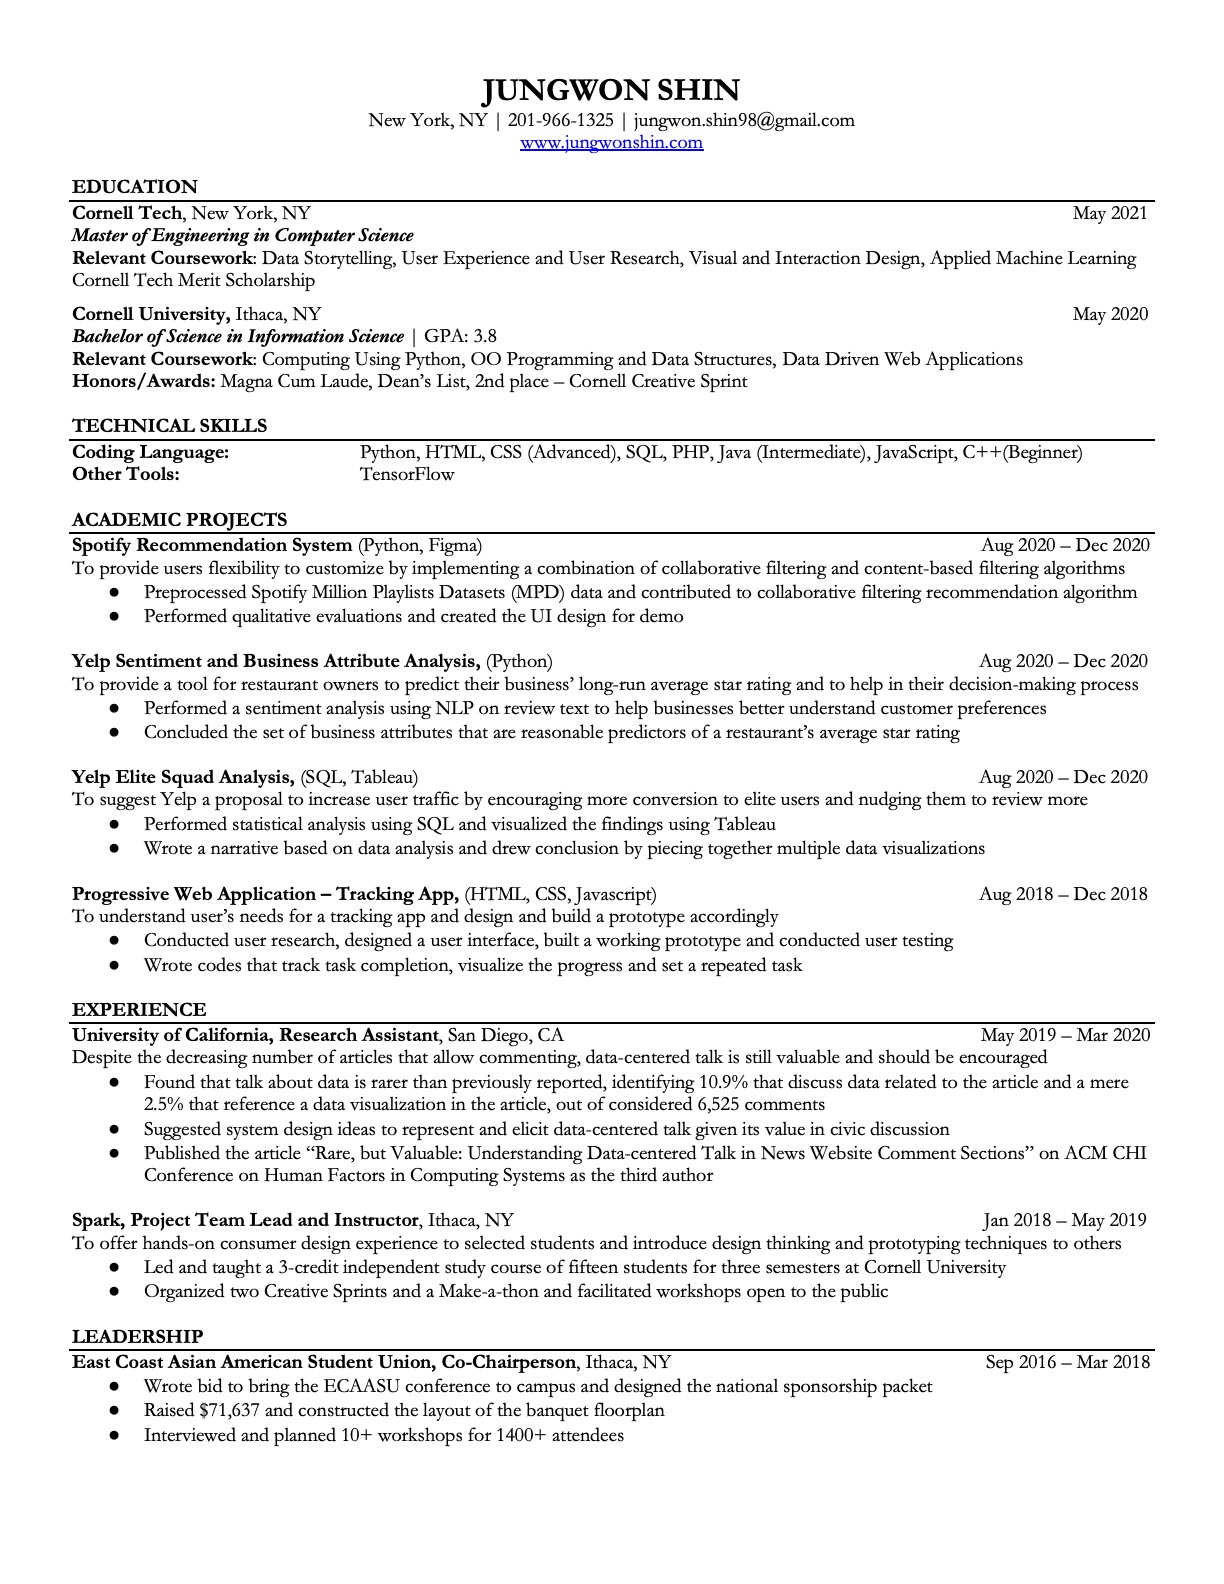 JUNGWON SHIN
New York, NY | 201-966-1325 | jungwon.shin98@gmail.com
www.jungwonshin.com
EDUCATION
Cornell Tech, New York, NY May 2021
Master of Engineering in Computer Science
Relevant Coursework: Data Storytelling, User Experience and User Research, Visual and Interaction Design, Applied Machine Learning
Cornell Tech Merit Scholarship
Cornell University, Ithaca, NY May 2020
Bachelor of Science in Information Science | GPA: 3.8
Relevant Coursework: Computing Using Python, OO Programming and Data Structures, Data Driven Web Applications
Honors/Awards: Magna Cum Laude, Dean's List, 2nd place – Cornell Creative Sprint
TECHNICAL SKILLS
Coding Language: Python, HTML, CSS (Advanced), SQL, PHP, Java (Intermediate), JavaScript, C++(Beginner)
Other Tools: TensorFlow
ACADEMIC PROJECTS
Spotify Recommendation System (Python, Figma) Aug 2020 – Dec 2020
To provide users flexibility to customize by implementing a combination of collaborative filtering and content-based filtering algorithms
● Preprocessed Spotify Million Playlists Datasets (MPD) data and contributed to collaborative filtering recommendation algorithm
● Performed qualitative evaluations and created the UI design for demo
Yelp Sentiment and Business Attribute Analysis, (Python) Aug 2020 – Dec 2020
To provide a tool for restaurant owners to predict their business' long-run average star rating and to help in their decision-making process
● Performed a sentiment analysis using NLP on review text to help businesses better understand customer preferences
● Concluded the set of business attributes that are reasonable predictors of a restaurant's average star rating
Yelp Elite Squad Analysis, (SQL, Tableau) Aug 2020 – Dec 2020
To suggest Yelp a proposal to increase user traffic by encouraging more conversion to elite users and nudging them to review more
● Performed statistical analysis using SQL and visualized the findings using Tableau
● Wrote a narrative based on data analysis and drew conclusion by piecing together multiple data visualizations
Progressive Web Application – Tracking App, (HTML, CSS, Javascript) Aug 2018 – Dec 2018
To understand user's needs for a tracking app and design and build a prototype accordingly
● Conducted user research, designed a user interface, built a working prototype and conducted user testing
● Wrote codes that track task completion, visualize the progress and set a repeated task
EXPERIENCE
University of California, Research Assistant, San Diego, CA May 2019 – Mar 2020
Despite the decreasing number of articles that allow commenting, data-centered talk is still valuable and should be encouraged
● Found that talk about data is rarer than previously reported, identifying 10.9% that discuss data related to the article and a mere
2.5% that reference a data visualization in the article, out of considered 6,525 comments
● Suggested system design ideas to represent and elicit data-centered talk given its value in civic discussion
● Published the article “Rare, but Valuable: Understanding Data-centered Talk in News Website Comment Sections” on ACM CHI
Conference on Human Factors in Computing Systems as the third author
Spark, Project Team Lead and Instructor, Ithaca, NY Jan 2018 – May 2019
To offer hands-on consumer design experience to selected students and introduce design thinking and prototyping techniques to others
● Led and taught a 3-credit independent study course of fifteen students for three semesters at Cornell University
● Organized two Creative Sprints and a Make-a-thon and facilitated workshops open to the public
LEADERSHIP
East Coast Asian American Student Union, Co-Chairperson, Ithaca, NY Sep 2016 – Mar 2018
● Wrote bid to bring the ECAASU conference to campus and designed the national sponsorship packet
● Raised $71,637 and constructed the layout of the banquet floorplan
● Interviewed and planned 10+ workshops for 1400+ attendees